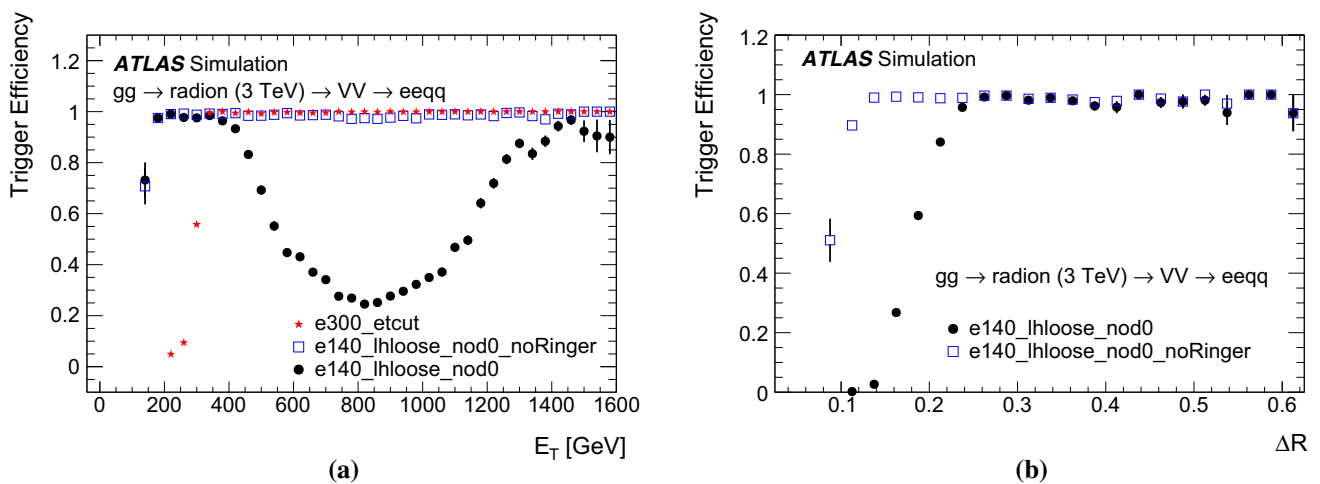 Trigger Efficiency
1.2
1
0.8
0.6
0.4
0.2
0
ATLAS Simulation
gg → radion (3 TeV) → VV → eeqq
e300_etcut
e140_lhloose_nod0_noRinger
e140_lhloose_nod0
0 200 400 600 800 1000 1200 1400 1600
E_T [GeV]
(a)
Trigger Efficiency
1.2
1
0.8
0.6
0.4
0.2
0
ATLAS Simulation
gg → radion (3 TeV) → VV → eeqq
e140_lhloose_nod0
e140_lhloose_nod0_noRinger
0.1 0.2 0.3 0.4 0.5 0.6
ΔR
(b)